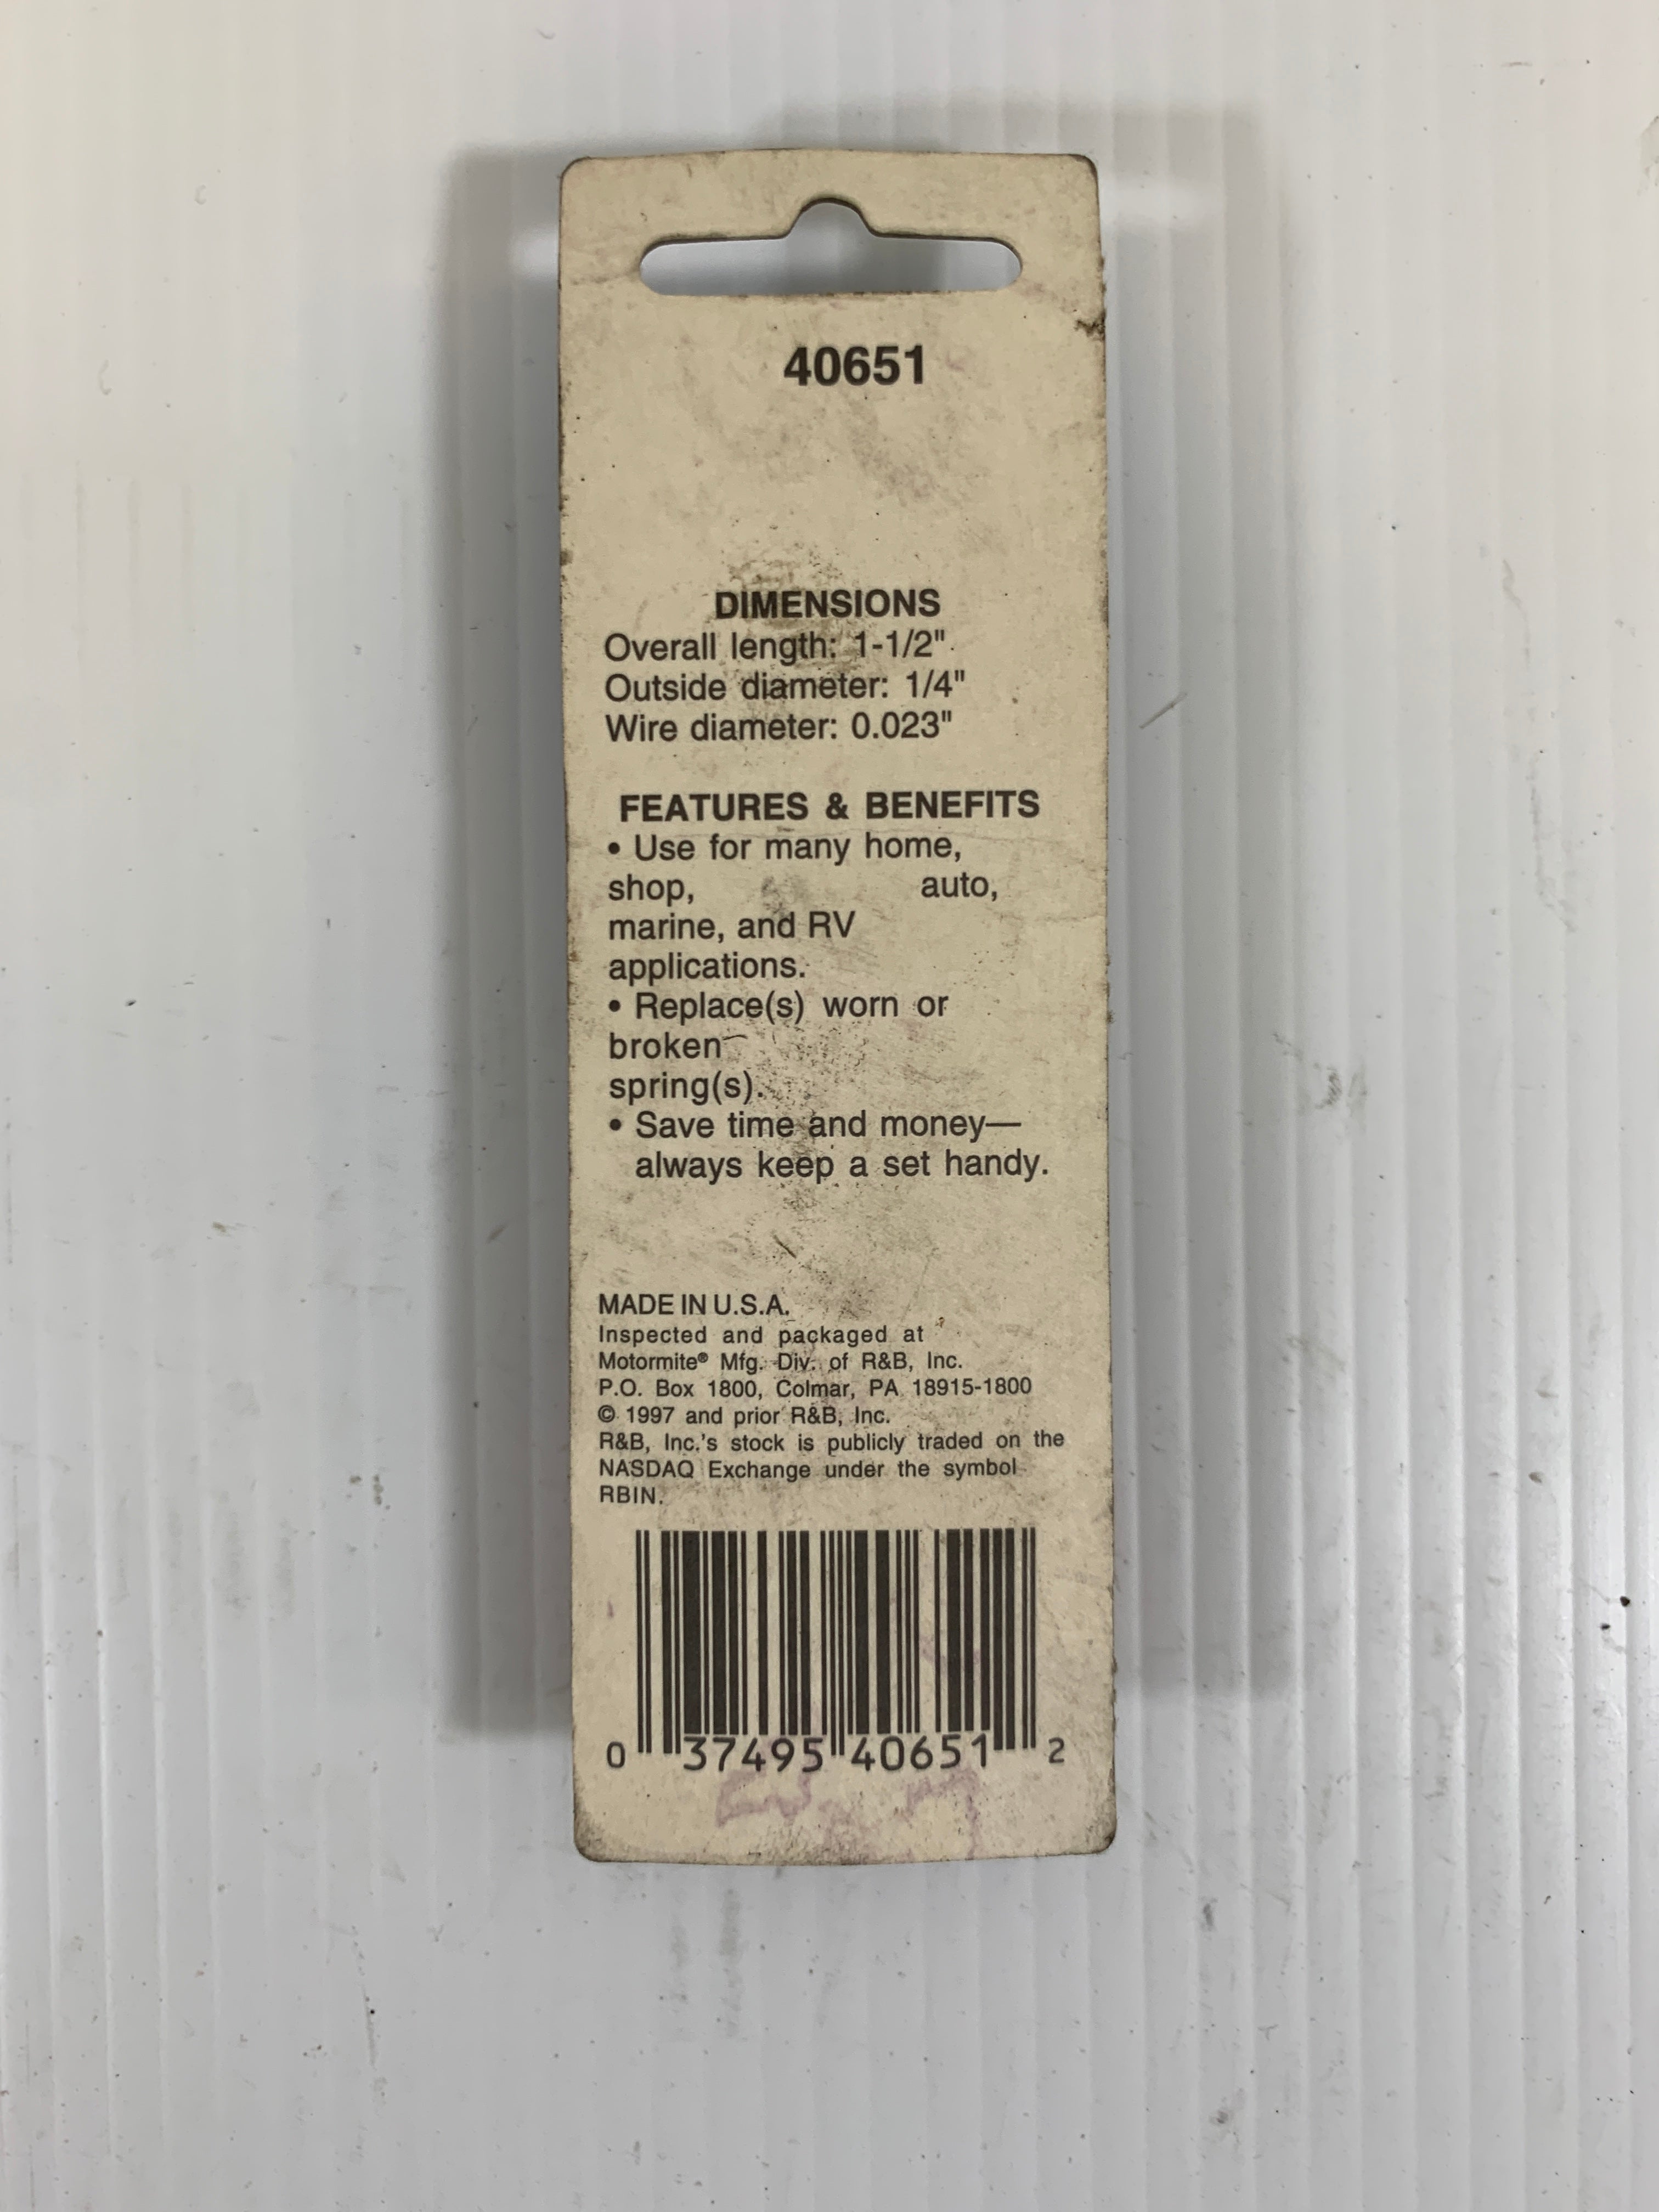 40651
DIMENSIONS
Overall length: 1-1/2"
Outside diameter: 1/4"
Wire diameter: 0.023"
FEATURES & BENEFITS
• Use for many home,
shop, auto,
marine, and RV
applications.
• Replace(s) worn or
broken
spring(s).
• Save time and money—
always keep a set handy.
MADE IN U.S.A.
Inspected and packaged at
Motormite® Mfg. Div. of R&B, Inc.
P.O. Box 1800, Colmar, PA 18915-1800
© 1997 and prior R&B, Inc.
R&B, Inc.'s stock is publicly traded on the
NASDAQ Exchange under the symbol
RBIN.
0 37495 40651 2